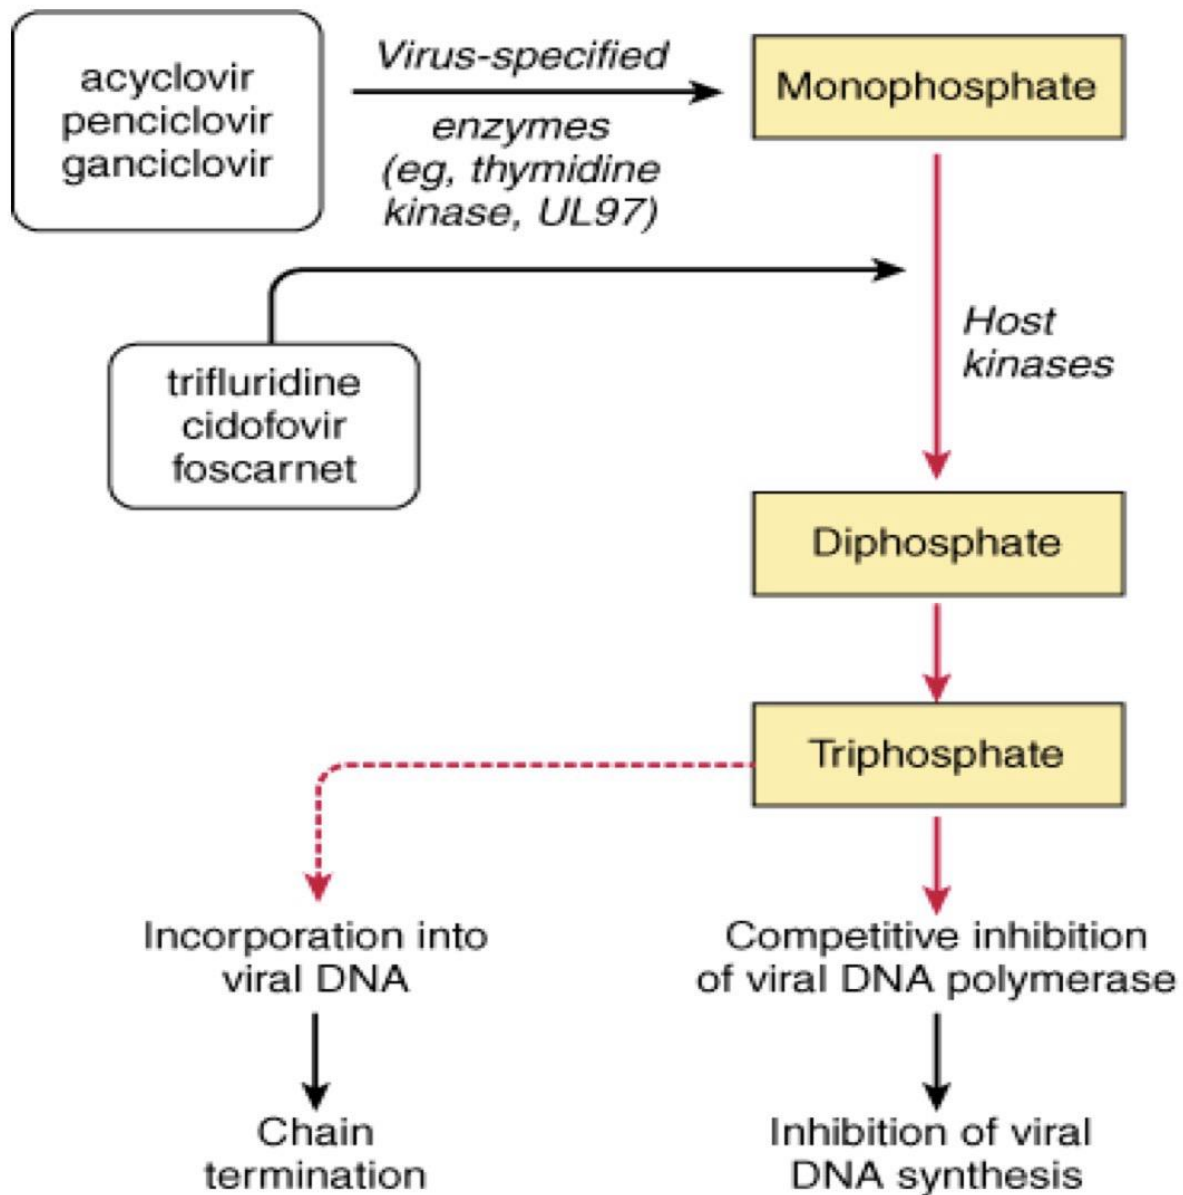 acyclovir
penciclovir
ganciclovir
Virus-specified
enzymes
(eg, thymidine
kinase, UL97)
Monophosphate
trifluridine
cidofovir
foscarnet
Host
kinases
Diphosphate
Triphosphate
Incorporation into
viral DNA
Competitive inhibition
of viral DNA polymerase
Chain
termination
Inhibition of viral
DNA synthesis